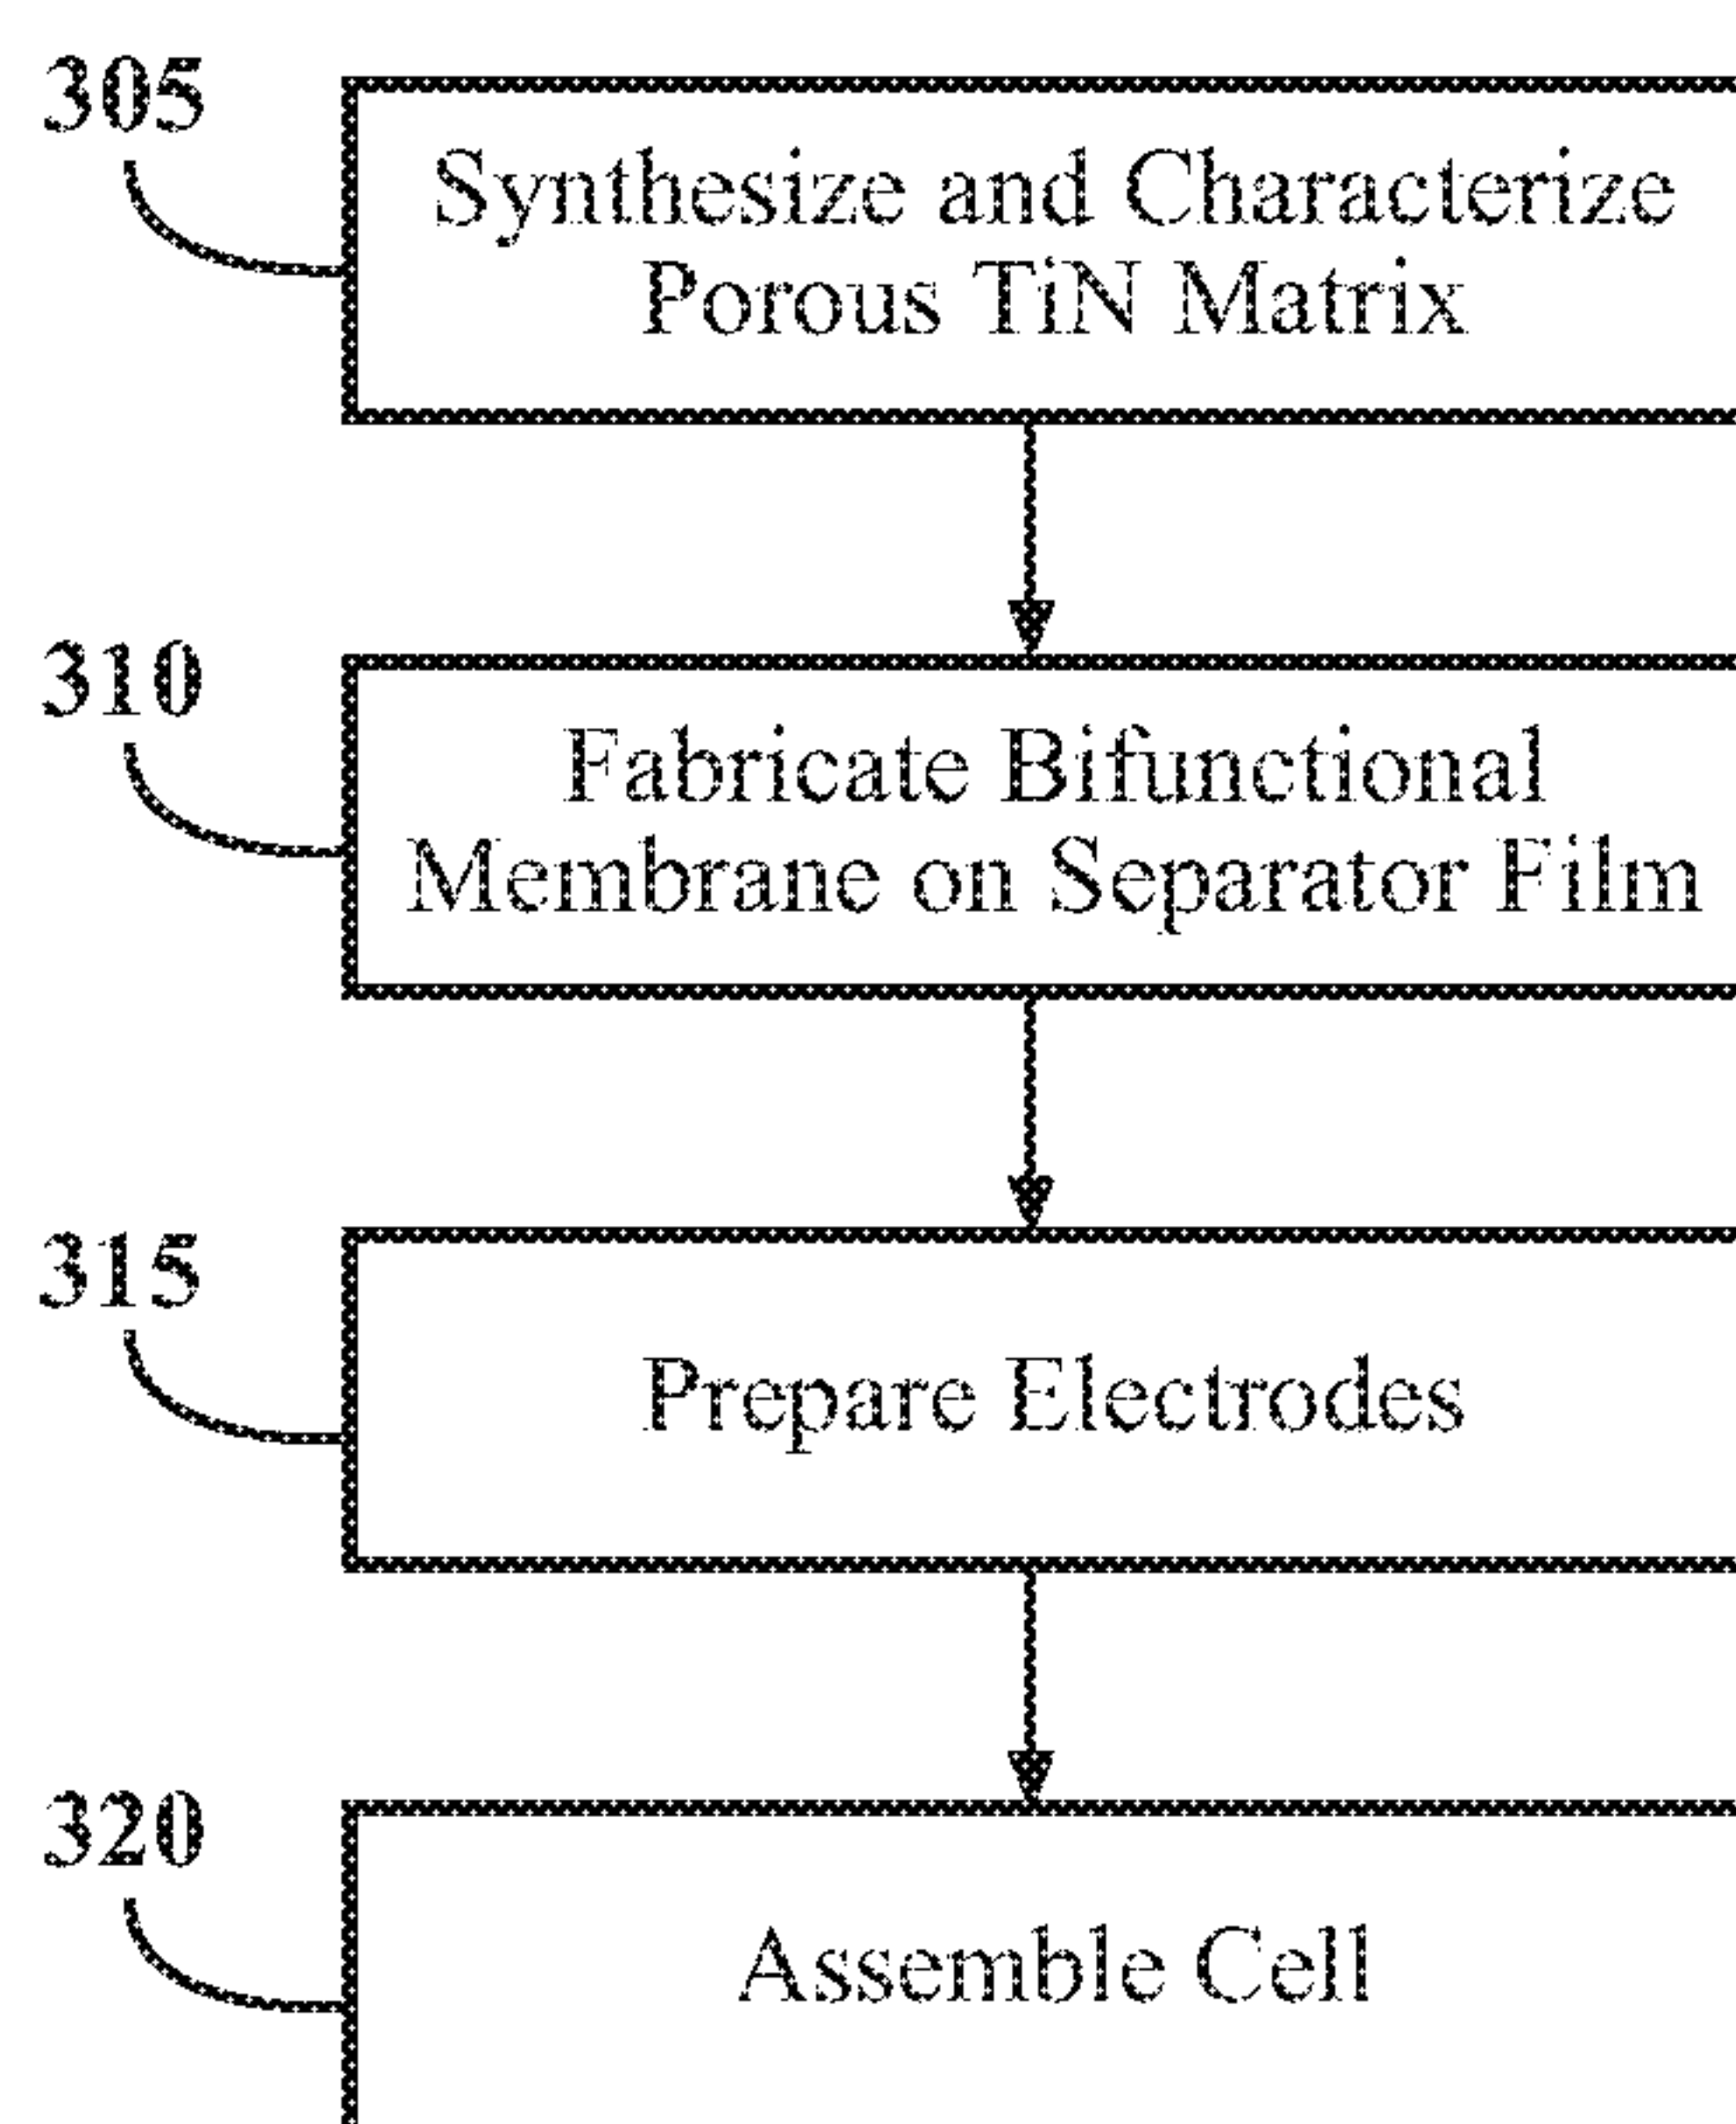 305
Synthesize and Characterize
Porous TiN Matrix
310
Fabricate Bifunctional
Membrane on Separator Film
315
Prepare Electrodes
320
Assemble Cell